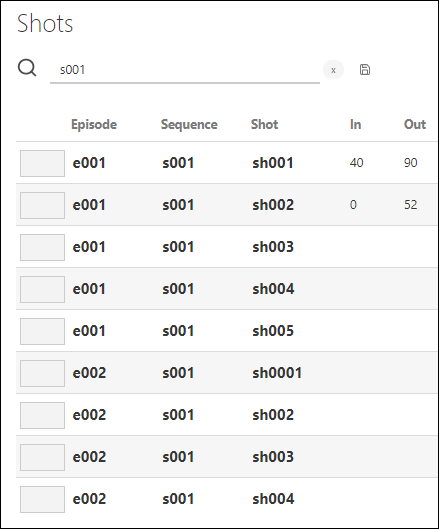 Shots
s001 x
Episode Sequence Shot In Out
e001 s001 sh001 40 90
e001 s001 sh002 0 52
e001 s001 sh003
e001 s001 sh004
e001 s001 sh005
e002 s001 sh0001
e002 s001 sh002
e002 s001 sh003
e002 s001 sh004